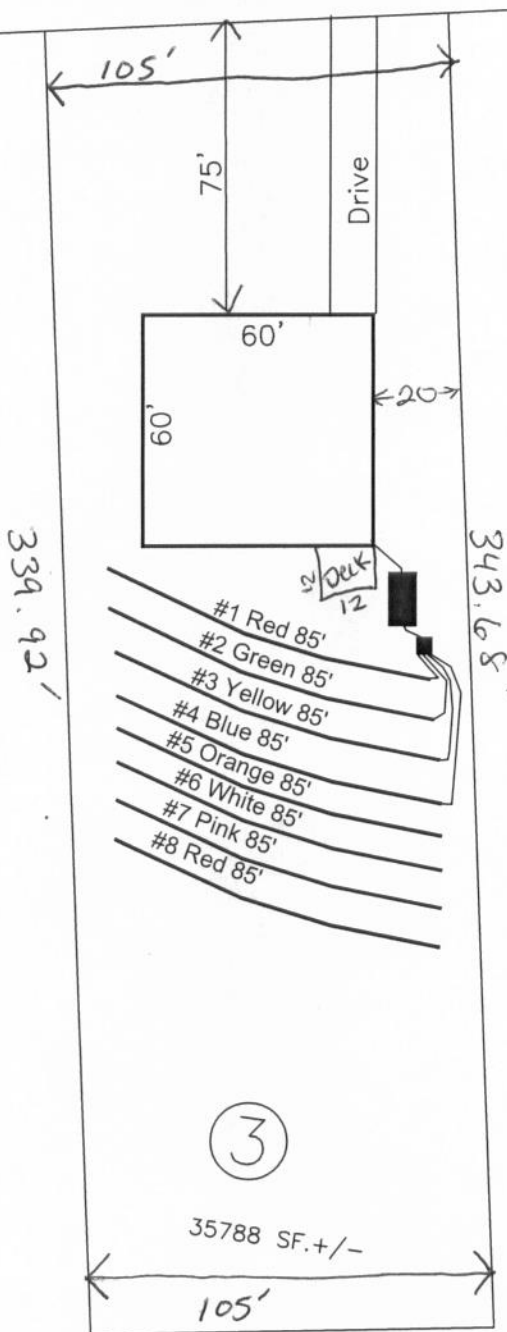 105'
75'
Drive
60'
60'
20
339.92'
343.68'
Deck
12
12
#1 Red 85'
#2 Green 85'
#3 Yellow 85'
#4 Blue 85'
#5 Orange 85'
#6 White 85'
#7 Pink 85'
#8 Red 85'
3
35788 SF.+/-
105'